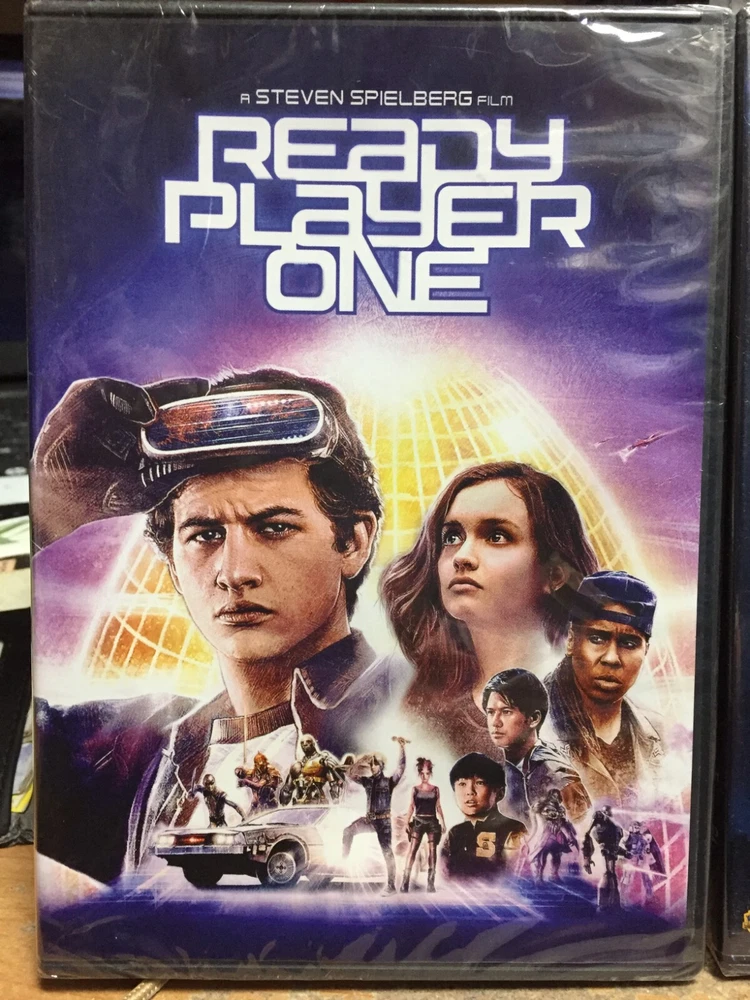 A STEVEN SPIELBERG FILM
READY
PLAYER
ONE
S